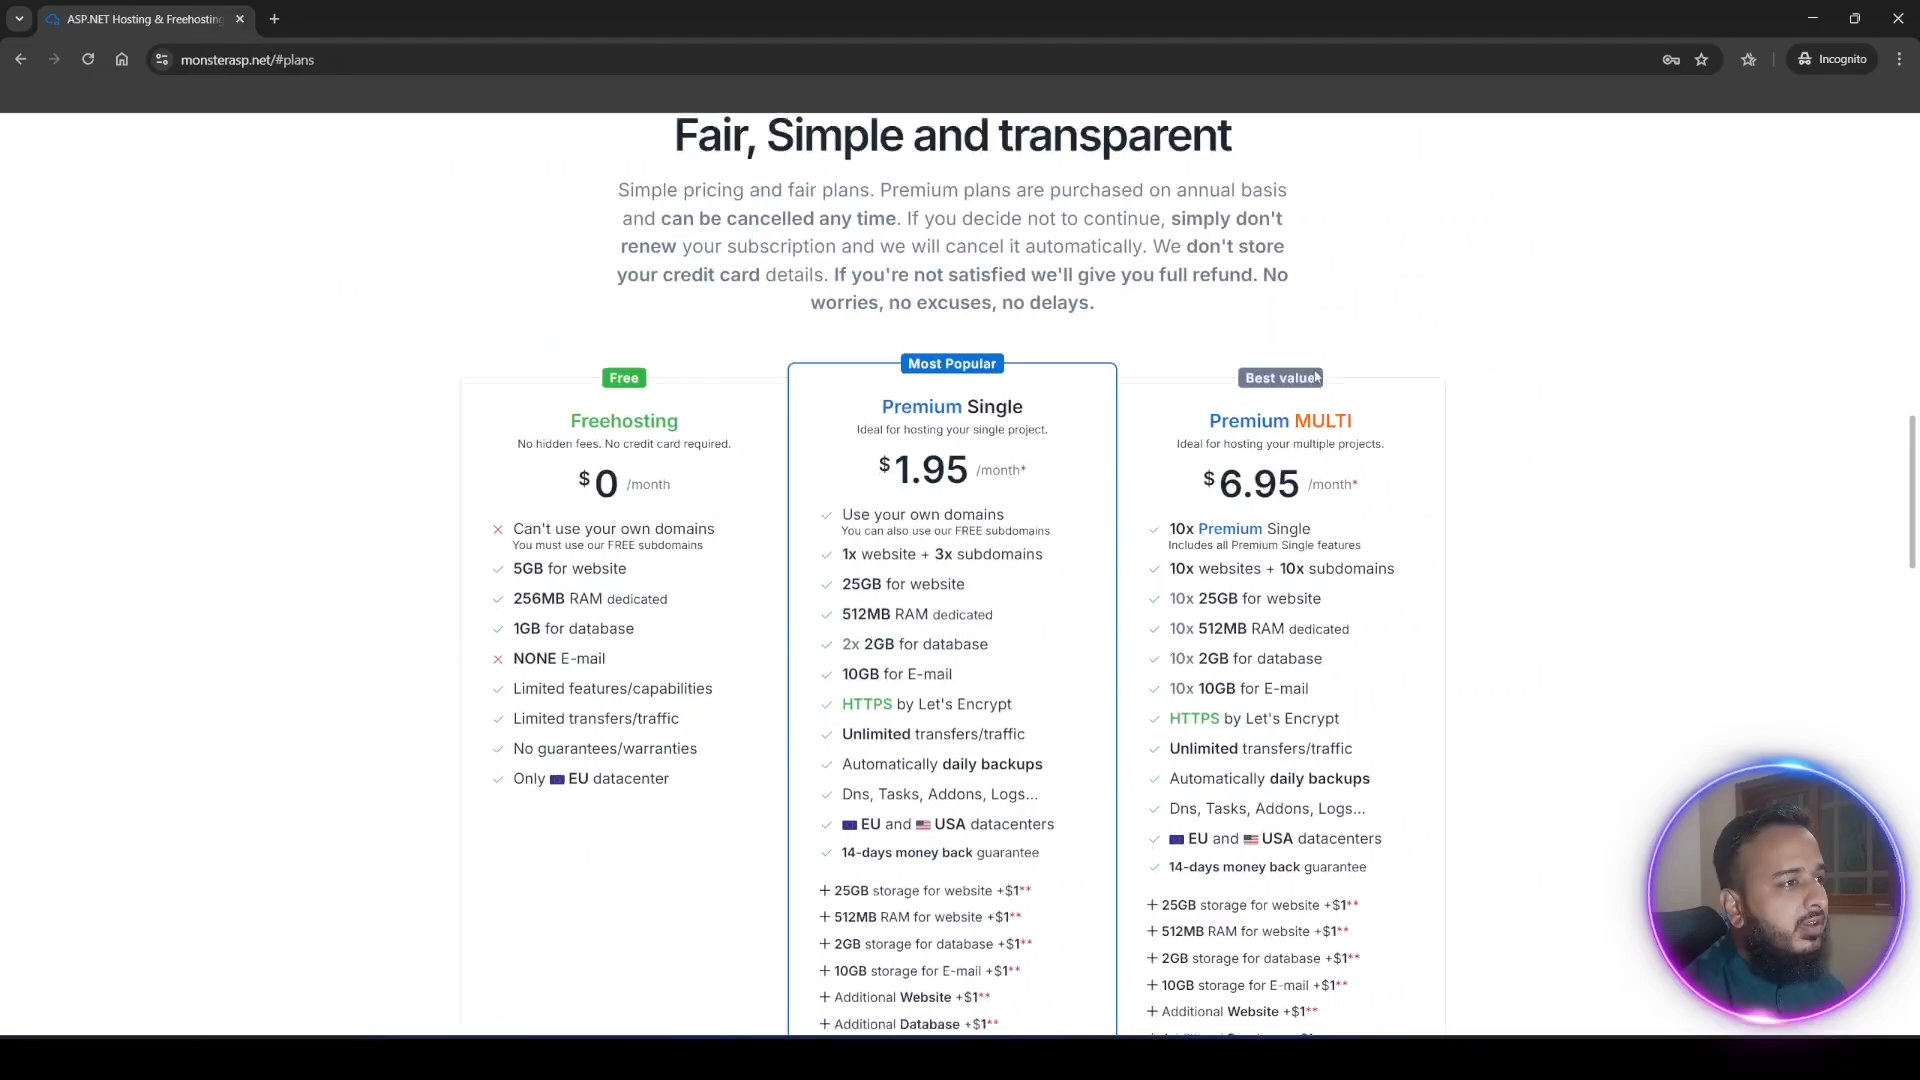 ASP.NET Hosting & Freehosting
monsterasp.net/#plans
Incognito
Fair, Simple and transparent
Simple pricing and fair plans. Premium plans are purchased on annual basis
and can be cancelled any time. If you decide not to continue, simply don't
renew your subscription and we will cancel it automatically. We don't store
your credit card details. If you're not satisfied we'll give you full refund. No
worries, no excuses, no delays.
Free
Freehosting
No hidden fees. No credit card required.
$0 /month
Can't use your own domains
You must use our FREE subdomains
5GB for website
256MB RAM dedicated
1GB for database
NONE E-mail
Limited features/capabilities
Limited transfers/traffic
No guarantees/warranties
Only EU datacenter
Most Popular
Premium Single
Ideal for hosting your single project.
$1.95 /month*
Use your own domains
You can also use our FREE subdomains
1x website + 3x subdomains
25GB for website
512MB RAM dedicated
2x 2GB for database
10GB for E-mail
HTTPS by Let's Encrypt
Unlimited transfers/traffic
Automatically daily backups
Dns, Tasks, Addons, Logs...
EU and USA datacenters
14-days money back guarantee
+ 25GB storage for website +$1**
+ 512MB RAM for website +$1**
+ 2GB storage for database +$1**
+ 10GB storage for E-mail +$1**
+ Additional Website +$1**
+ Additional Database +$1**
Best value
Premium MULTI
Ideal for hosting your multiple projects.
$6.95 /month*
10x Premium Single
Includes all Premium Single features
10x websites + 10x subdomains
10x 25GB for website
10x 512MB RAM dedicated
10x 2GB for database
10x 10GB for E-mail
HTTPS by Let's Encrypt
Unlimited transfers/traffic
Automatically daily backups
Dns, Tasks, Addons, Logs...
EU and USA datacenters
14-days money back guarantee
+ 25GB storage for website +$1**
+ 512MB RAM for website +$1**
+ 2GB storage for database +$1**
+ 10GB storage for E-mail +$1**
+ Additional Website +$1**